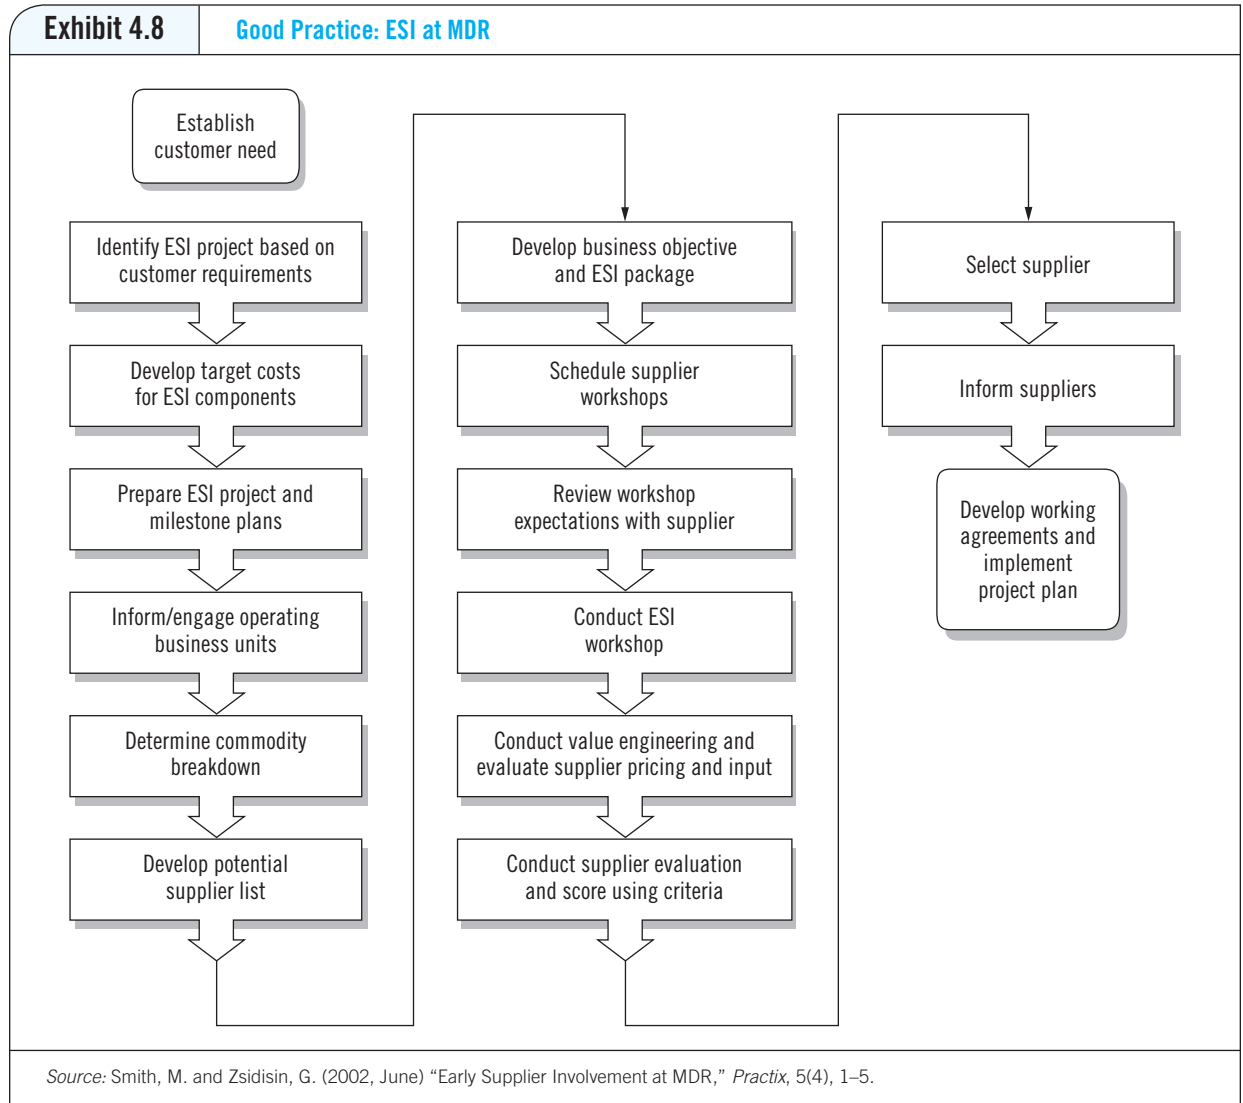 Exhibit 4.8
Good Practice: ESI at MDR
Establish
customer need
Identify ESI project based on
customer requirements
Develop target costs
for ESI components
Prepare ESI project and
milestone plans
Inform/engage operating
business units
Determine commodity
breakdown
Develop potential
supplier list
Develop business objective
and ESI package
Schedule supplier
workshops
Review workshop
expectations with supplier
Conduct ESI
workshop
Conduct value engineering and
evaluate supplier pricing and input
Conduct supplier evaluation
and score using criteria
Select supplier
Inform suppliers
Develop working
agreements and
implement
project plan
Source: Smith, M. and Zsidisin, G. (2002, June) “Early Supplier Involvement at MDR,” Practix, 5(4), 1–5.